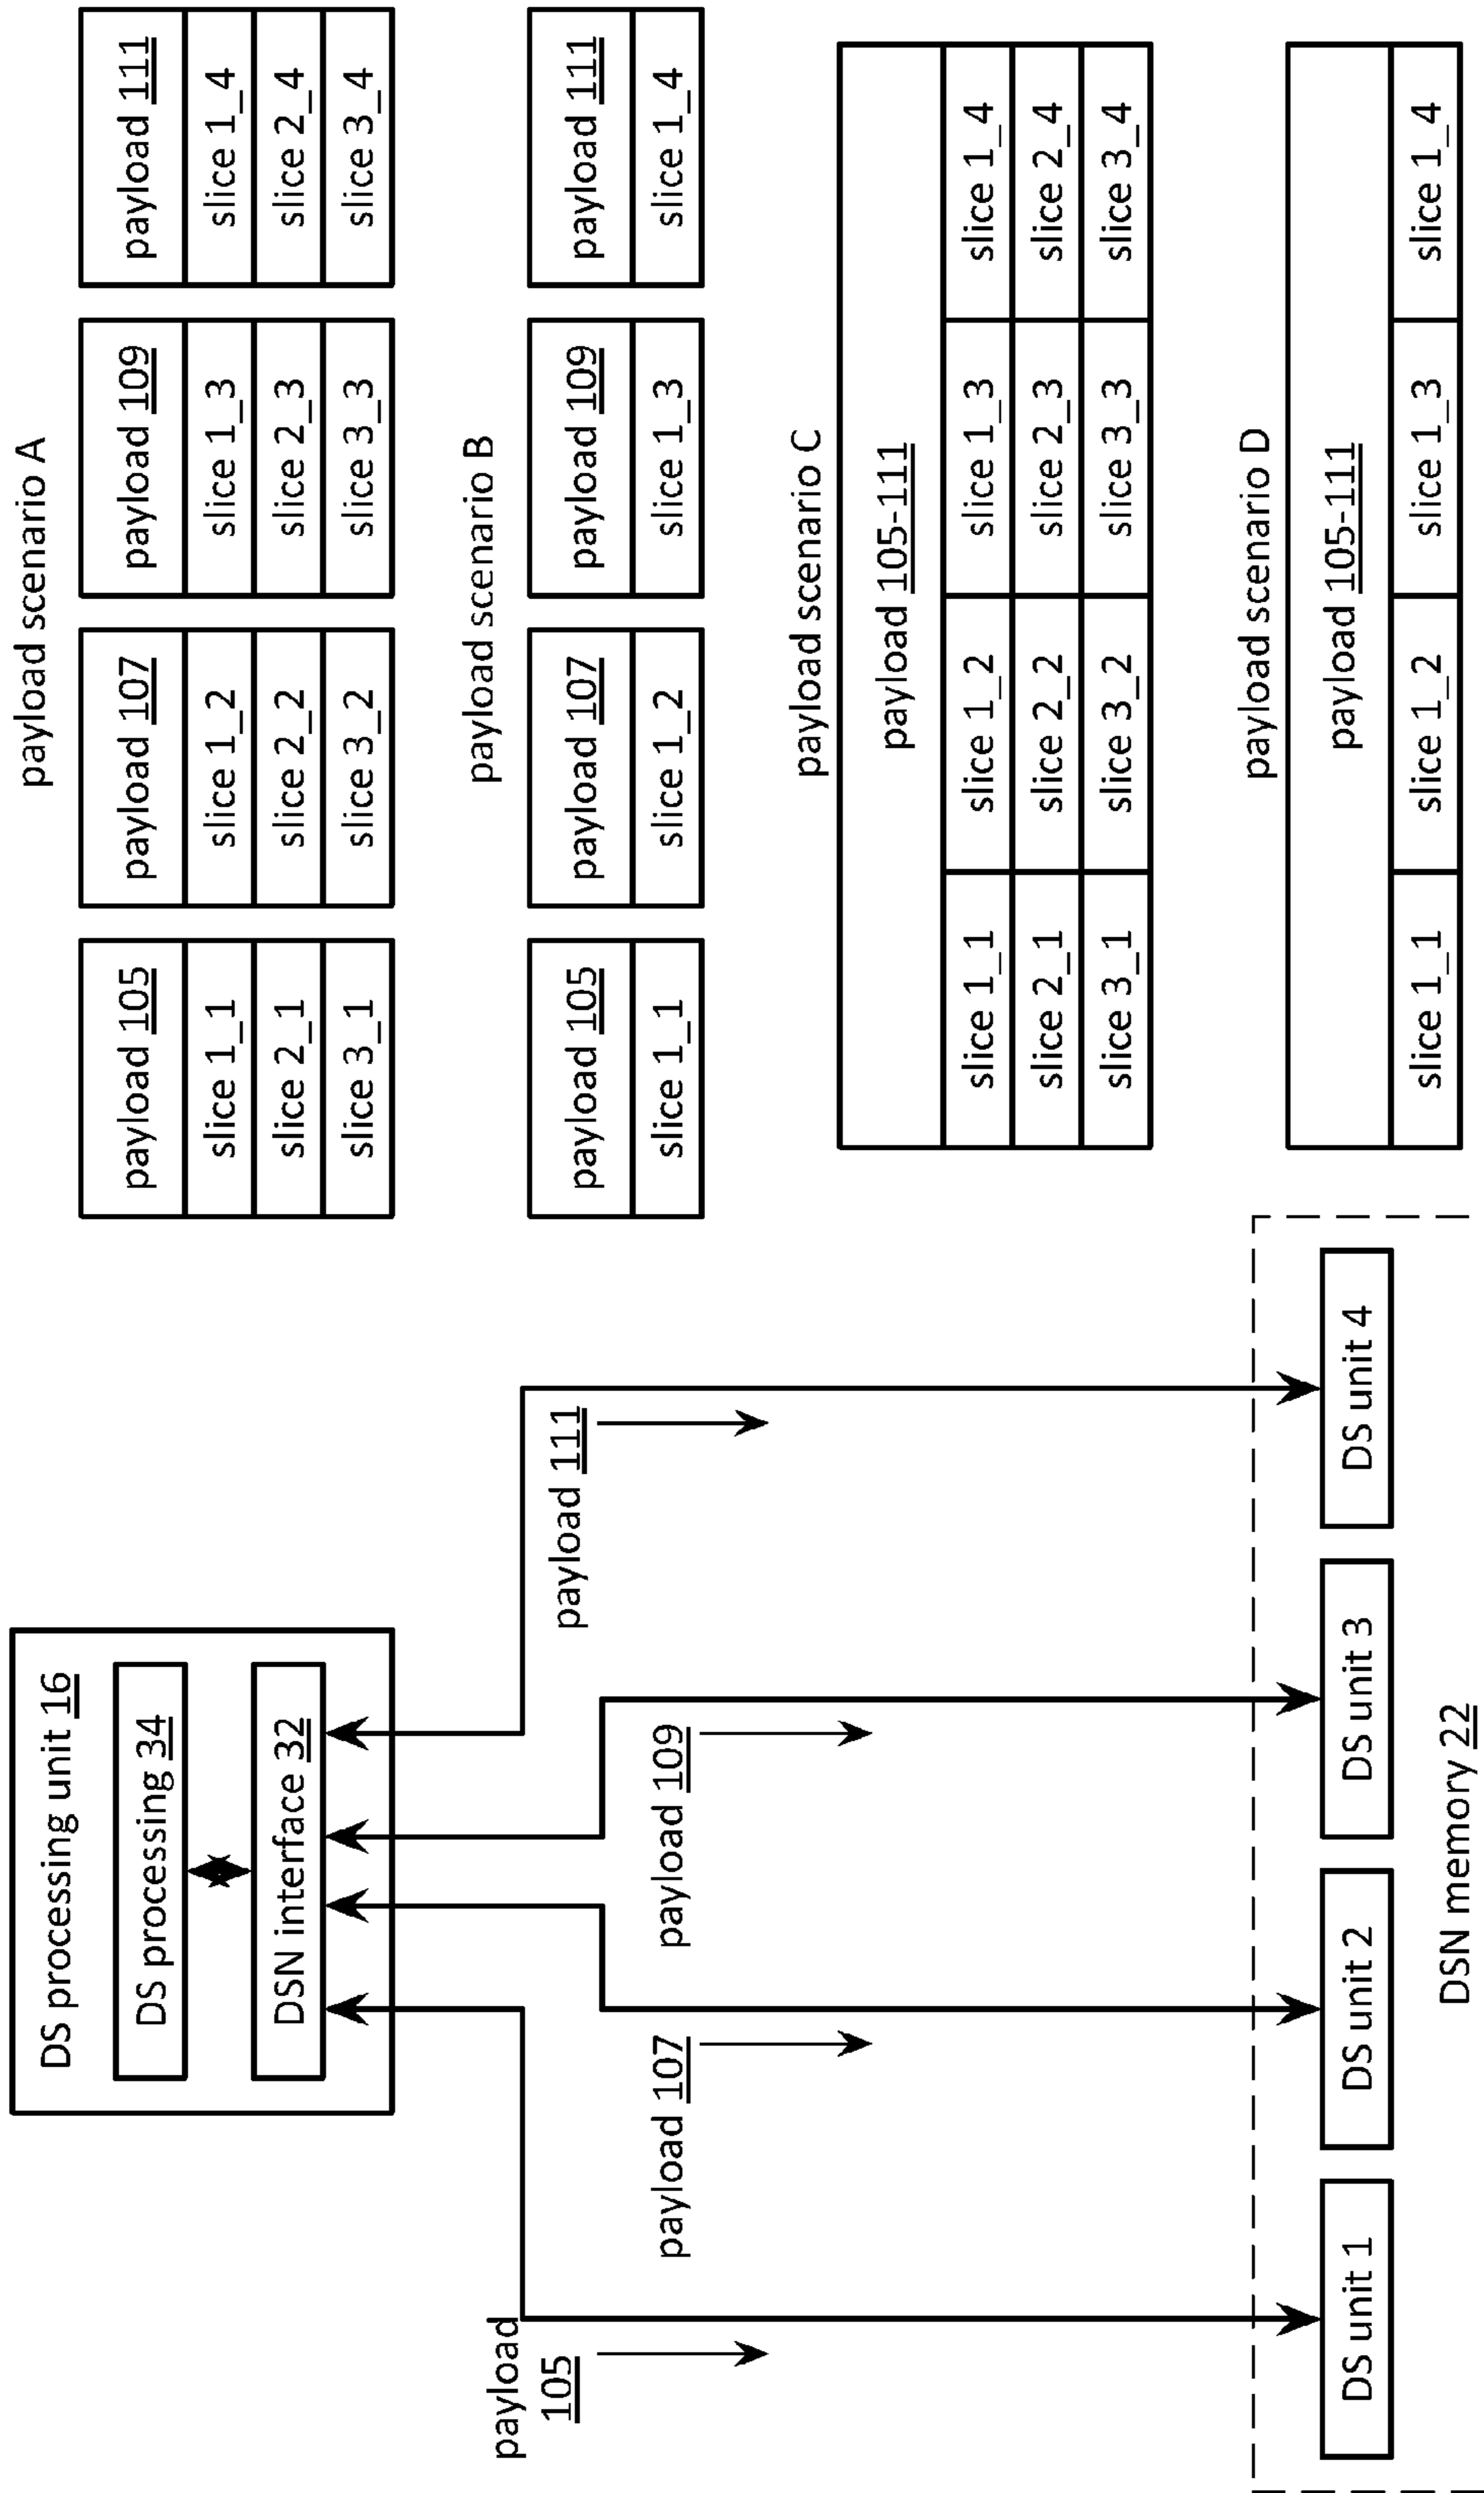 DS processing unit 16
DS processing 34
DSN interface 32
payload
105
payload 107
payload 109
payload 111
DS unit 1
DS unit 2
DS unit 3
DS unit 4
DSN memory 22
payload scenario A
payload 105
slice 1_1
slice 2_1
slice 3_1
payload 107
slice 1_2
slice 2_2
slice 3_2
payload 109
slice 1_3
slice 2_3
slice 3_3
payload 111
slice 1_4
slice 2_4
slice 3_4
payload scenario B
payload 105
slice 1_1
payload 107
slice 1_2
payload 109
slice 1_3
payload 111
slice 1_4
payload scenario C
payload 105-111
slice 1_1 slice 1_2 slice 1_3 slice 1_4
slice 2_1 slice 2_2 slice 2_3 slice 2_4
slice 3_1 slice 3_2 slice 3_3 slice 3_4
payload scenario D
payload 105-111
slice 1_1 slice 1_2 slice 1_3 slice 1_4